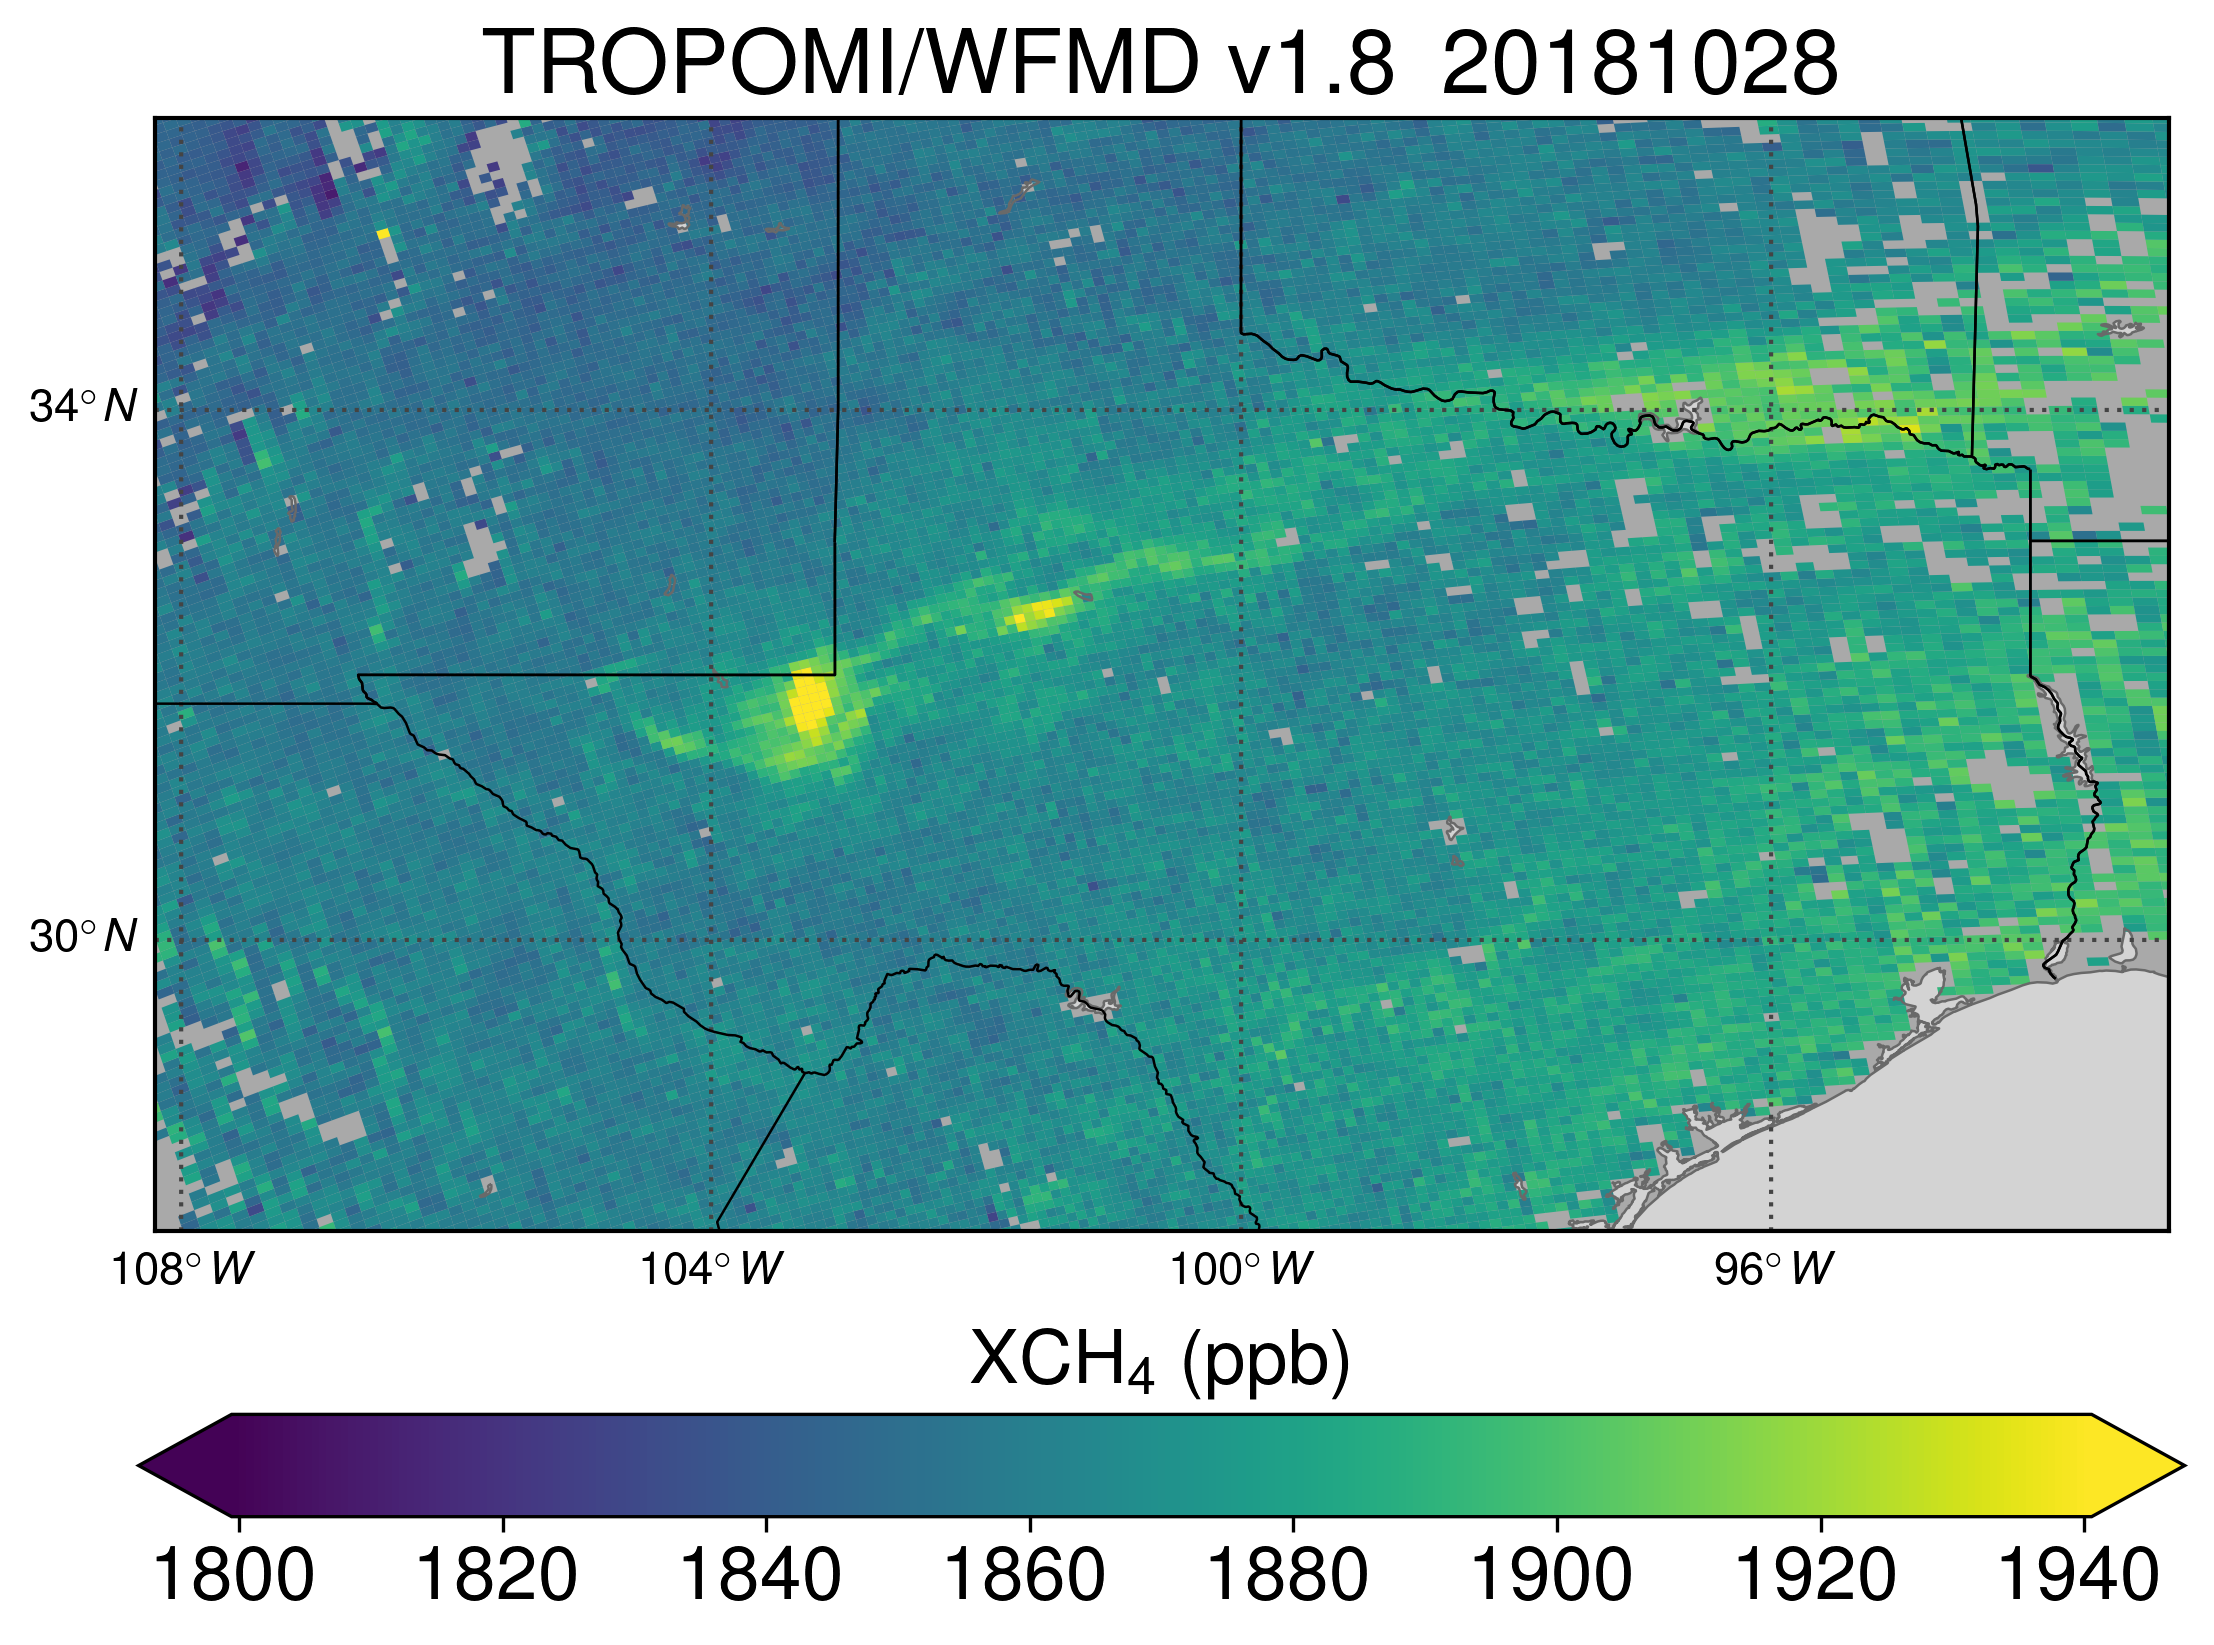 TROPOMI/WFMD v1.8 20181028
34° N
30° N
108° W 104° W 100° W 96° W
XCH₄ (ppb)
1800 1820 1840 1860 1880 1900 1920 1940